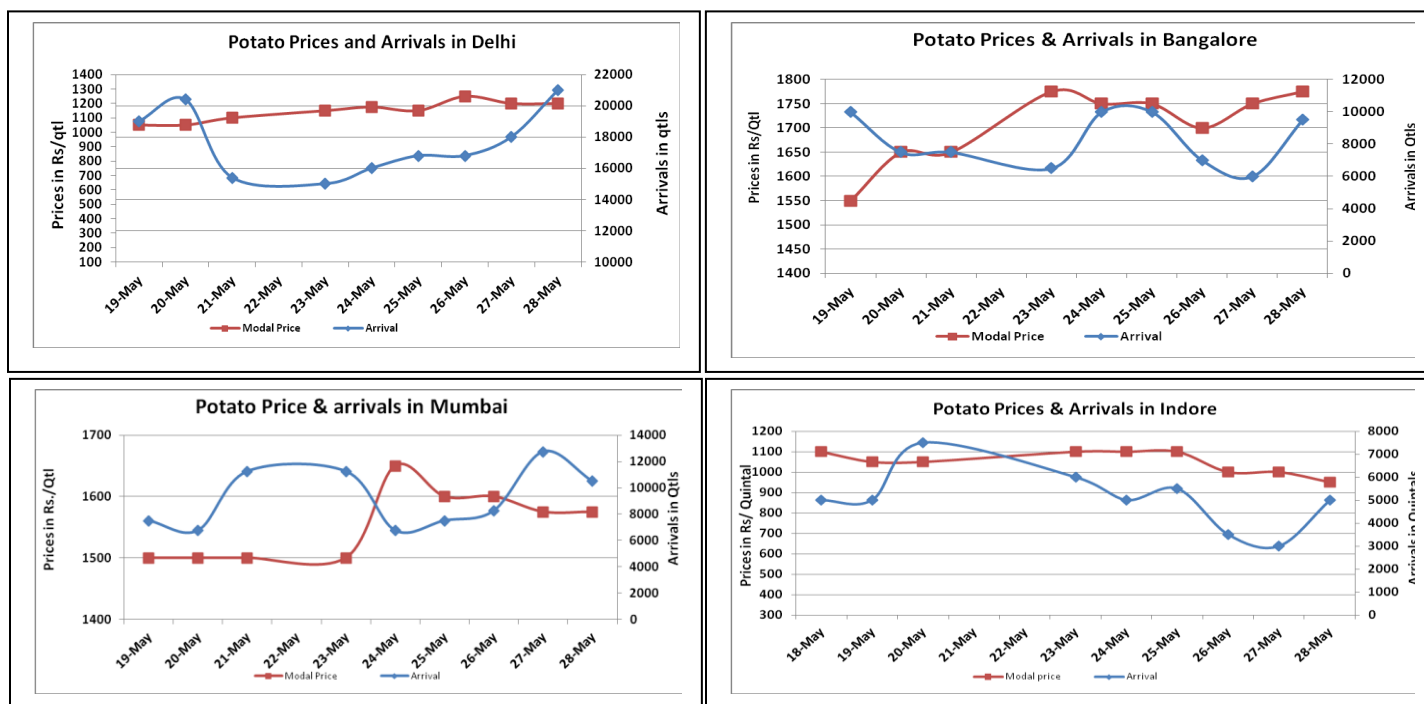 Potato Prices and Arrivals in Delhi
Prices in Rs/qtl
1400
1300
1200
1100
1000
900
800
700
600
500
400
300
200
100
22000
20000
18000
16000
14000
12000
10000
Arrivals in qtls
19-May
20-May
21-May
22-May
23-May
24-May
25-May
26-May
27-May
28-May
Modal Price
Arrival
Potato Prices & Arrivals in Bangalore
Prices in Rs/Qtl
1800
1750
1700
1650
1600
1550
1500
1450
1400
12000
10000
8000
6000
4000
2000
0
Arrivals in Qtls
19-May
20-May
21-May
22-May
23-May
24-May
25-May
26-May
27-May
28-May
Modal Price
Arrival
Potato Price & arrivals in Mumbai
Prices in Rs./Qtl
1700
1600
1500
1400
14000
12000
10000
8000
6000
4000
2000
0
Arrivals in Qtls
19-May
20-May
21-May
22-May
23-May
24-May
25-May
26-May
27-May
28-May
Modal Price
Arrival
Potato Prices & Arrivals in Indore
Prices in Rs/ Quintal
1200
1100
1000
900
800
700
600
500
400
300
8000
7000
6000
5000
4000
3000
2000
1000
0
Arrivals in Quintals
18-May
19-May
20-May
21-May
22-May
23-May
24-May
25-May
26-May
27-May
28-May
Modal price
Arrival